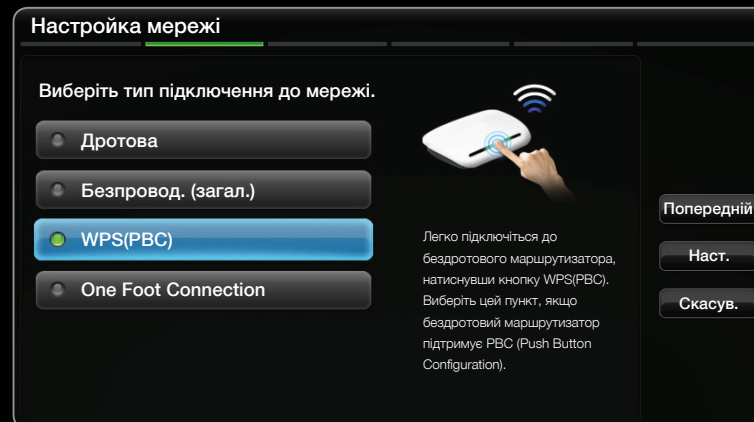 Настройка мережі
Виберіть тип підключення до мережі.
Дротова
Безпровод. (загал.)
WPS(PBC)
One Foot Connection
Легко підключіться до
бездротового маршрутизатора,
натиснувши кнопку WPS(PBC).
Виберіть цей пункт, якщо
бездротовий маршрутизатор
підтримує PBC (Push Button
Configuration).
Попередній
Наст.
Скасув.